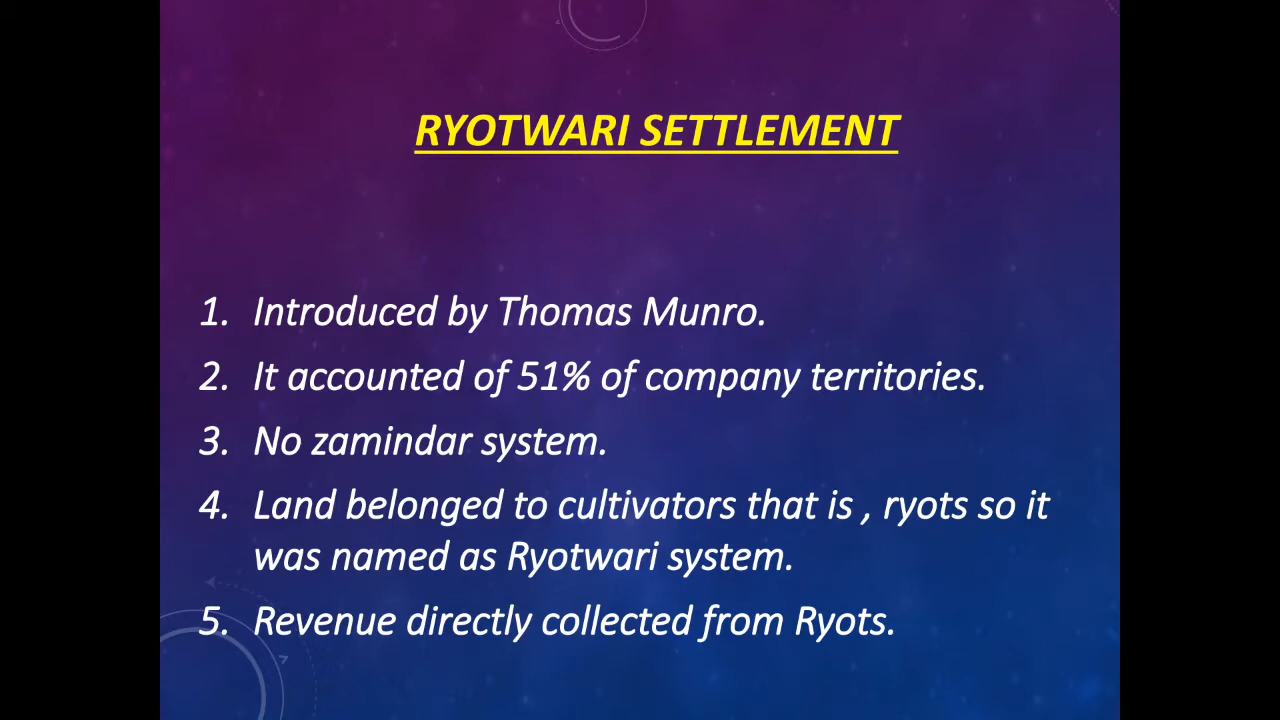 RYOTWARI SETTLEMENT
1. Introduced by Thomas Munro.
2. It accounted of 51% of company territories.
3. No zamindar system.
4. Land belonged to cultivators that is , ryots so it
was named as Ryotwari system.
5. Revenue directly collected from Ryots.